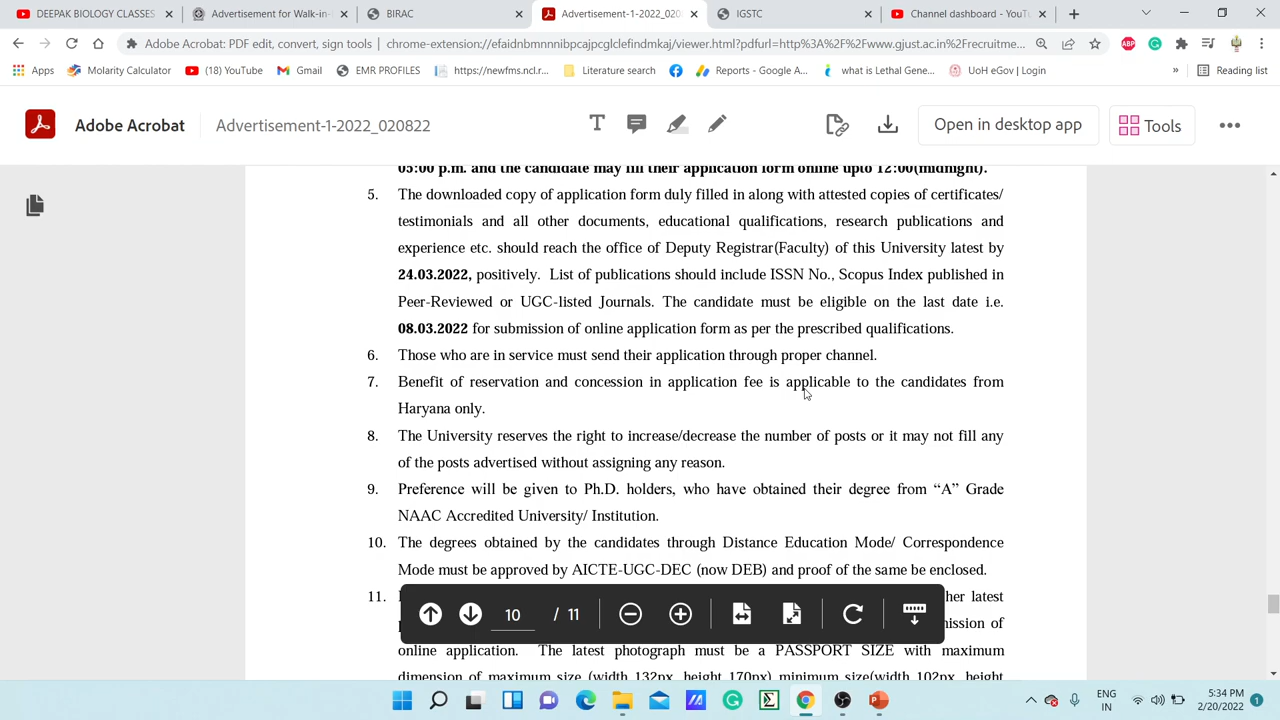 DEEPAK BIOLOGY CLASSES
Advertisement - Walk-in-
BIRAC
Advertisement-1-2022_020
IGSTC
Channel dashboard - YouTu
Adobe Acrobat: PDF edit, convert, sign tools | chrome-extension://efaidnbmnnnibpcajpcglclefindmkaj/viewer.html?pdfurl=http%3A%2F%2Fwww.gjust.ac.in%2Frecruitme...
Apps
Molarity Calculator
(18) YouTube
Gmail
EMR PROFILES
https://newfms.ncl.r...
Literature search
Reports - Google A...
what is Lethal Gene...
UoH eGov | Login
»
Reading list
Adobe Acrobat
Advertisement-1-2022_020822
Open in desktop app
Tools
05:00 p.m. and the candidate may fill their application form online upto 12:00(midnight).
5. The downloaded copy of application form duly filled in along with attested copies of certificates/
testimonials and all other documents, educational qualifications, research publications and
experience etc. should reach the office of Deputy Registrar(Faculty) of this University latest by
24.03.2022, positively. List of publications should include ISSN No., Scopus Index published in
Peer-Reviewed or UGC-listed Journals. The candidate must be eligible on the last date i.e.
08.03.2022 for submission of online application form as per the prescribed qualifications.
6. Those who are in service must send their application through proper channel.
7. Benefit of reservation and concession in application fee is applicable to the candidates from
Haryana only.
8. The University reserves the right to increase/decrease the number of posts or it may not fill any
of the posts advertised without assigning any reason.
9. Preference will be given to Ph.D. holders, who have obtained their degree from “A” Grade
NAAC Accredited University/ Institution.
10. The degrees obtained by the candidates through Distance Education Mode/ Correspondence
Mode must be approved by AICTE-UGC-DEC (now DEB) and proof of the same be enclosed.
11. her latest
mission of
10 / 11
online application. The latest photograph must be a PASSPORT SIZE with maximum
dimension of maximum size (width 132px, height 170px) minimum size(width 102px, height
ENG
IN
5:34 PM
2/20/2022
1